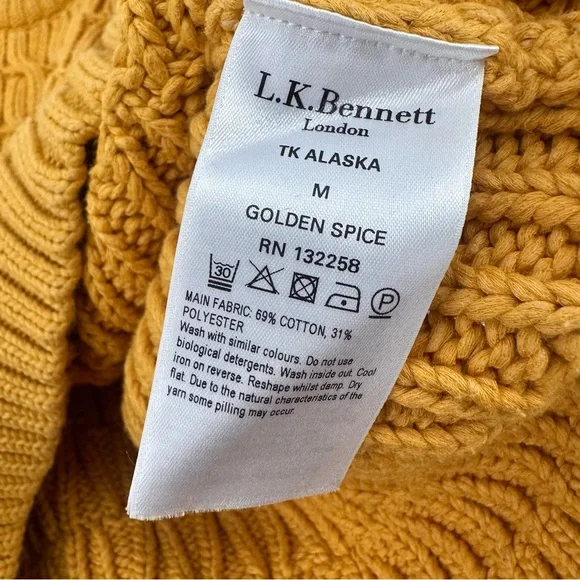 L.K.Bennett
London
TK ALASKA
M
GOLDEN SPICE
RN 132258
30 P
MAIN FABRIC: 69% COTTON, 31%
POLYESTER
Wash with similar colours. Do not use
biological detergents. Wash inside out. Cool
iron on reverse. Reshape whilst damp. Dry
flat. Due to the natural characteristics of the
yarn some pilling may occur.